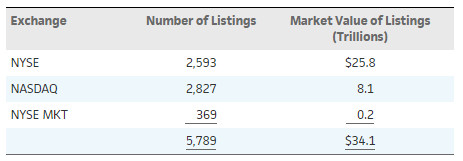 Exchange Number of Listings Market Value of Listings
(Trillions)
NYSE 2,593 $25.8
NASDAQ 2,827 8.1
NYSE MKT 369 0.2
5,789 $34.1